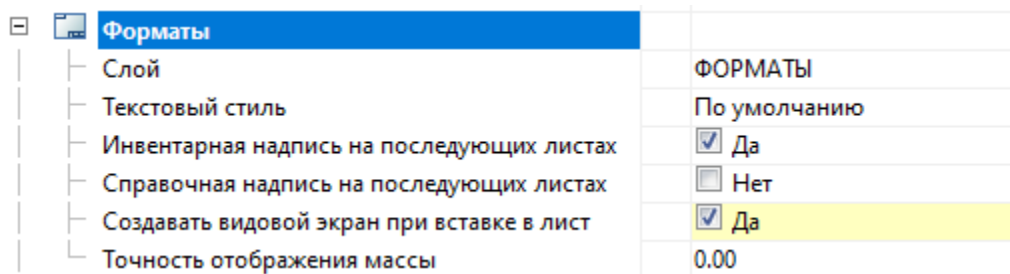 Форматы
Слой ФОРМАТЫ
Текстовый стиль По умолчанию
Инвентарная надпись на последующих листах Да
Справочная надпись на последующих листах Нет
Создавать видовой экран при вставке в лист Да
Точность отображения массы 0.00